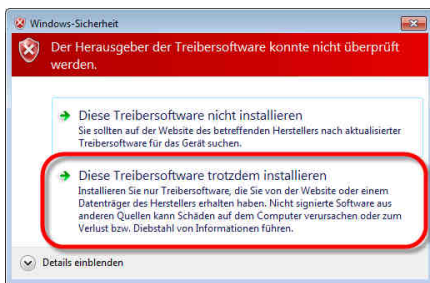 Windows-Sicherheit
Der Herausgeber der Treibersoftware konnte nicht überprüft
werden.
Diese Treibersoftware nicht installieren
Sie sollten auf der Website des betreffenden Herstellers nach aktualisierter
Treibersoftware für das Gerät suchen.
Diese Treibersoftware trotzdem installieren
Installieren Sie nur Treibersoftware, die Sie von der Website oder einem
Datenträger des Herstellers erhalten haben. Nicht signierte Software aus
anderen Quellen kann Schäden auf dem Computer verursachen oder zum
Verlust bzw. Diebstahl von Informationen führen.
Details einblenden